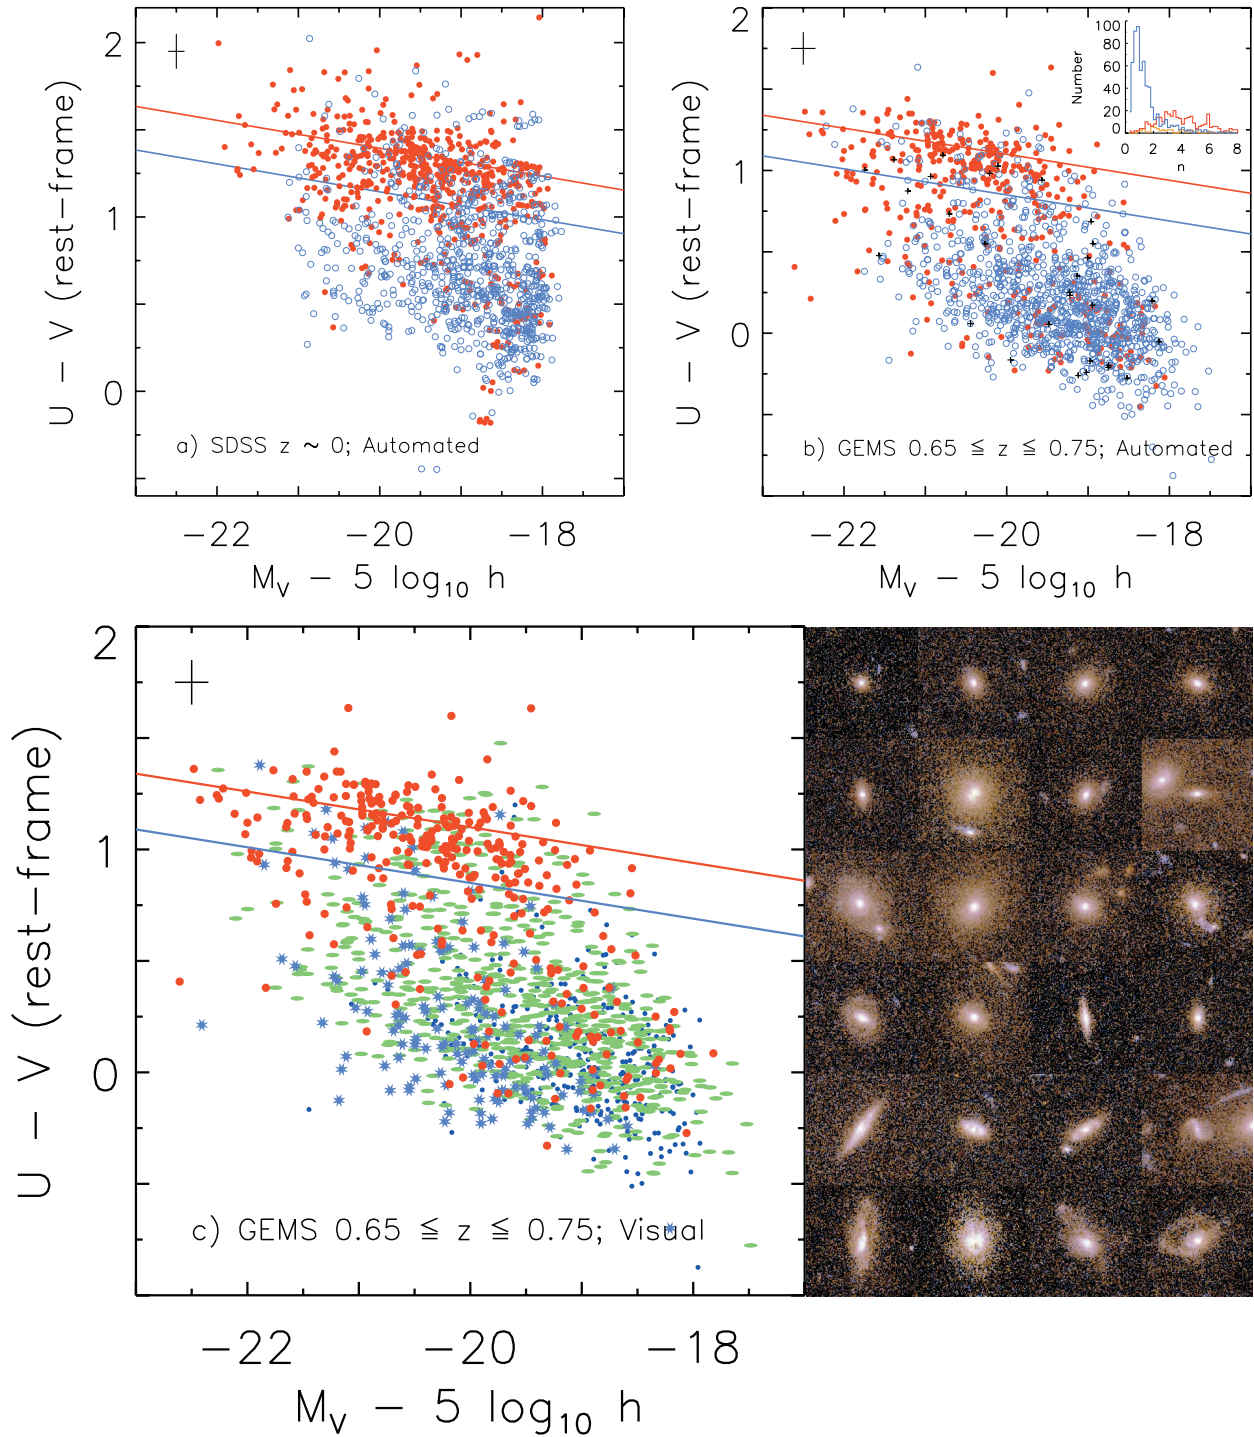 2
1
0
U − V (rest−frame)
a) SDSS z ~ 0; Automated
−22 −20 −18
M_V − 5 log_10 h
2
1
0
U − V (rest−frame)
100
80
60
40
20
0
Number
0 2 4 6 8
n
b) GEMS 0.65 ≦ z ≦ 0.75; Automated
−22 −20 −18
M_V − 5 log_10 h
2
1
0
U − V (rest−frame)
c) GEMS 0.65 ≦ z ≦ 0.75; Visual
−22 −20 −18
M_V − 5 log_10 h